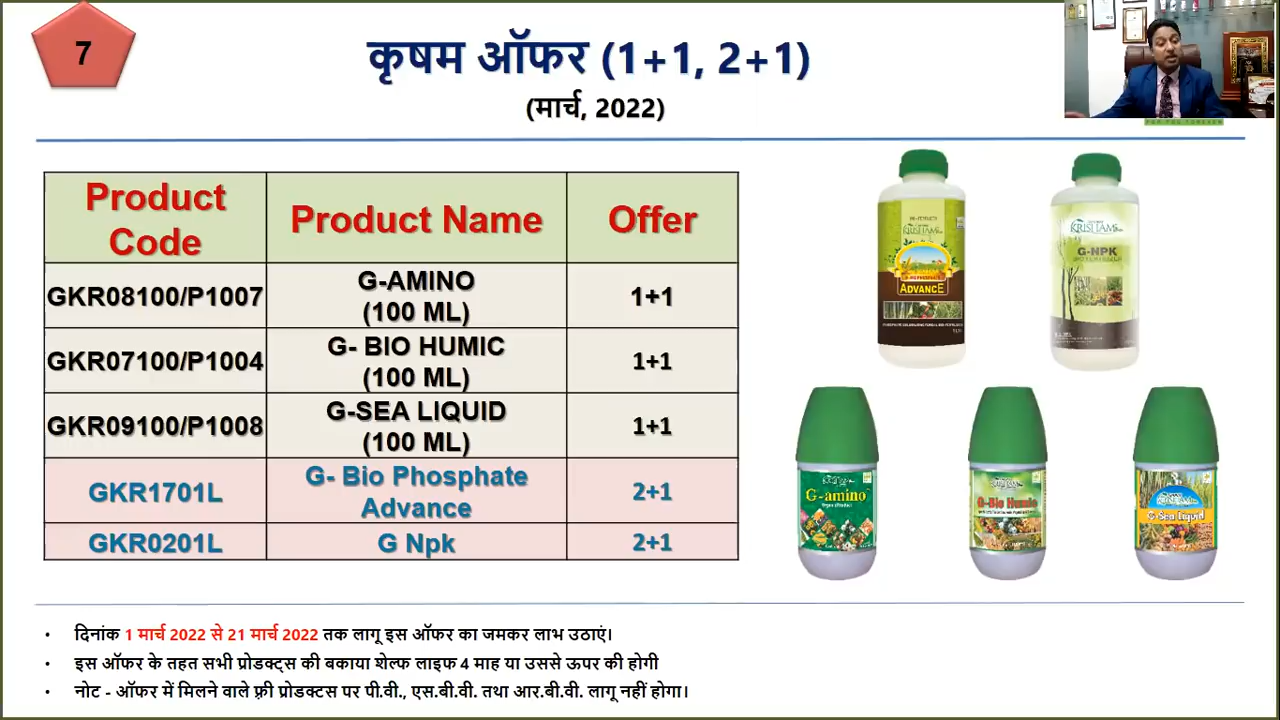 7
कृषम ऑफर (1+1, 2+1)
(मार्च, 2022)
Product Code
Product Name
Offer
GKR08100/P1007
G-AMINO
(100 ML)
1+1
GKR07100/P1004
G- BIO HUMIC
(100 ML)
1+1
GKR09100/P1008
G-SEA LIQUID
(100 ML)
1+1
GKR1701L
G- Bio Phosphate
Advance
2+1
GKR0201L
G Npk
2+1
KRISHAM
ADVANCE
KRISHAM
G-NPK
G-amino
G-Bio Humic
G-Sea Liquid
दिनांक 1 मार्च 2022 से 21 मार्च 2022 तक लागू इस ऑफर का जमकर लाभ उठाएं।
इस ऑफर के तहत सभी प्रोडक्ट्स की बकाया शेल्फ लाइफ 4 माह या उससे ऊपर की होगी
नोट - ऑफर में मिलने वाले फ्री प्रोडक्टस पर पी.वी., एस.बी.वी. तथा आर.बी.वी. लागू नहीं होगा।